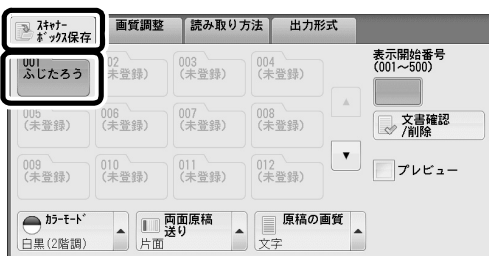 スキャナー
ボックス保存
画質調整
読み取り方法
出力形式
001
ふじたろう
002
(未登録)
003
(未登録)
004
(未登録)
表示開始番号
(001~500)
005
(未登録)
006
(未登録)
007
(未登録)
008
(未登録)
文書確認
/削除
009
(未登録)
010
(未登録)
011
(未登録)
012
(未登録)
プレビュー
カラーモード
白黒(2階調)
両面原稿
送り
片面
原稿の画質
文字